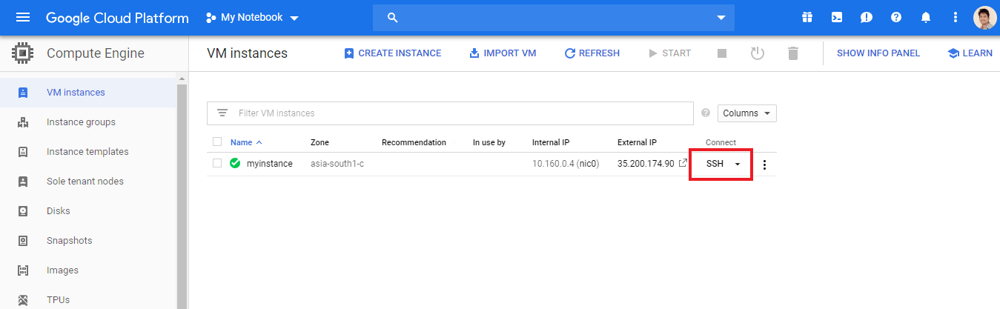 Google Cloud Platform My Notebook
Compute Engine VM instances CREATE INSTANCE IMPORT VM REFRESH START SHOW INFO PANEL LEARN
VM instances
Instance groups
Instance templates
Sole tenant nodes
Disks
Snapshots
Images
TPUs
Filter VM instances Columns
Name Zone Recommendation In use by Internal IP External IP Connect
myinstance asia-south1-c 10.160.0.4 (nic0) 35.200.174.90 SSH